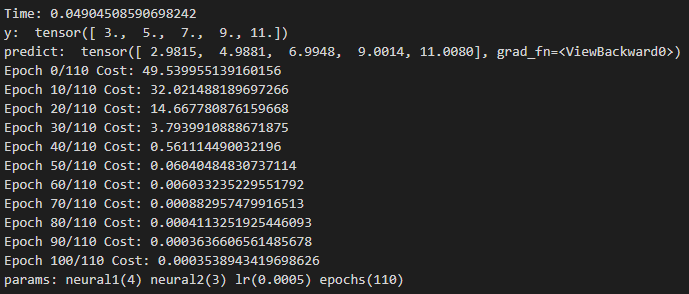 Time: 0.04904508590698242
y:  tensor([ 3.,  5.,  7.,  9., 11.])
predict:  tensor([ 2.9815,  4.9881,  6.9948,  9.0014, 11.0080], grad_fn=<ViewBackward0>)
Epoch 0/110 Cost: 49.539955139160156
Epoch 10/110 Cost: 32.021488189697266
Epoch 20/110 Cost: 14.667780876159668
Epoch 30/110 Cost: 3.7939910888671875
Epoch 40/110 Cost: 0.561114490032196
Epoch 50/110 Cost: 0.06040484830737114
Epoch 60/110 Cost: 0.006033235229551792
Epoch 70/110 Cost: 0.000882957479916513
Epoch 80/110 Cost: 0.0004113251925446093
Epoch 90/110 Cost: 0.0003636606561485678
Epoch 100/110 Cost: 0.0003538943419698626
params: neural1(4) neural2(3) lr(0.0005) epochs(110)